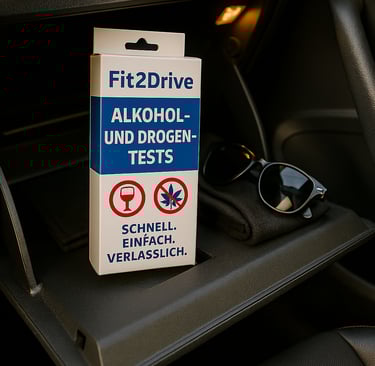 Fit2Drive
ALKOHOL-
UND DROGEN-
TESTS
SCHNELL.
EINFACH.
VERLASSLICH.